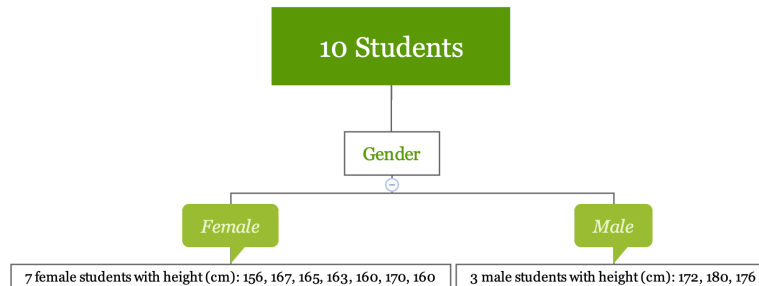 10 Students
Gender
Female
Male
7 female students with height (cm): 156, 167, 165, 163, 160, 170, 160
3 male students with height (cm): 172, 180, 176